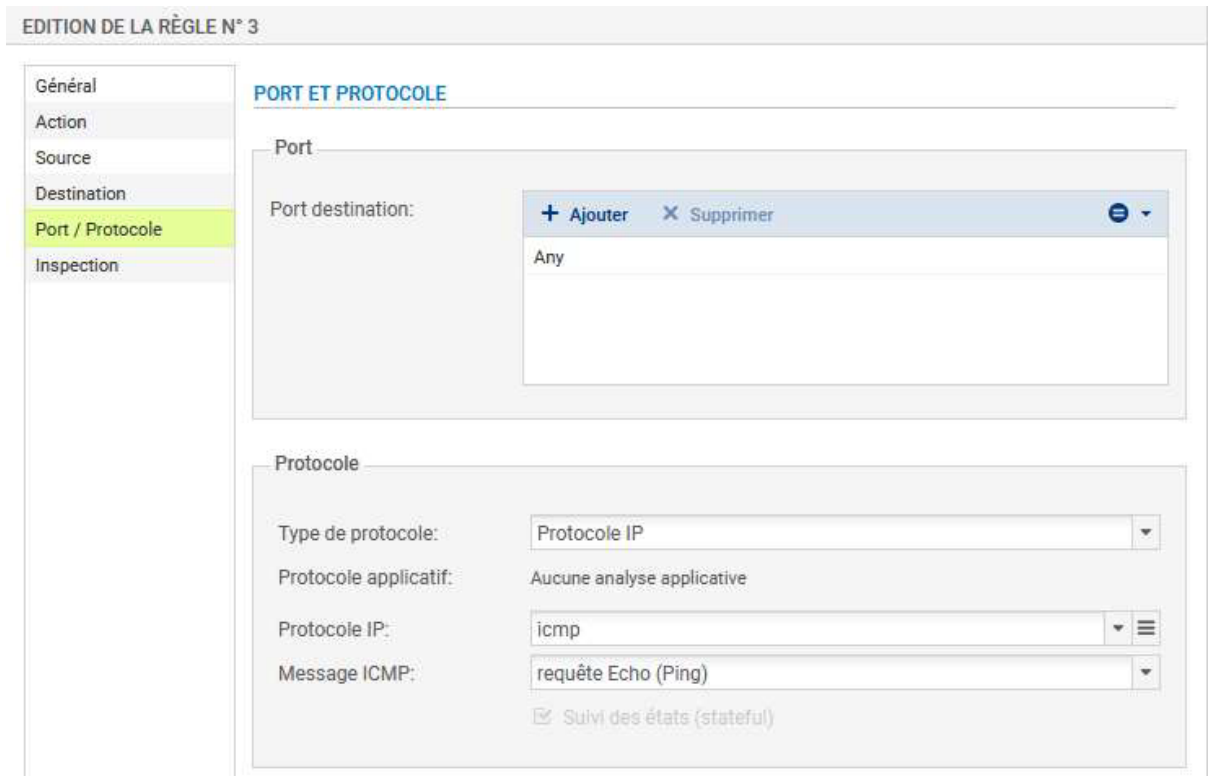 EDITION DE LA RÈGLE N° 3
Général
Action
Source
Destination
Port / Protocole
Inspection
PORT ET PROTOCOLE
Port
Port destination:
+ Ajouter × Supprimer
Any
Protocole
Type de protocole: Protocole IP
Protocole applicatif: Aucune analyse applicative
Protocole IP: icmp
Message ICMP: requête Echo (Ping)
Suivi des états (stateful)